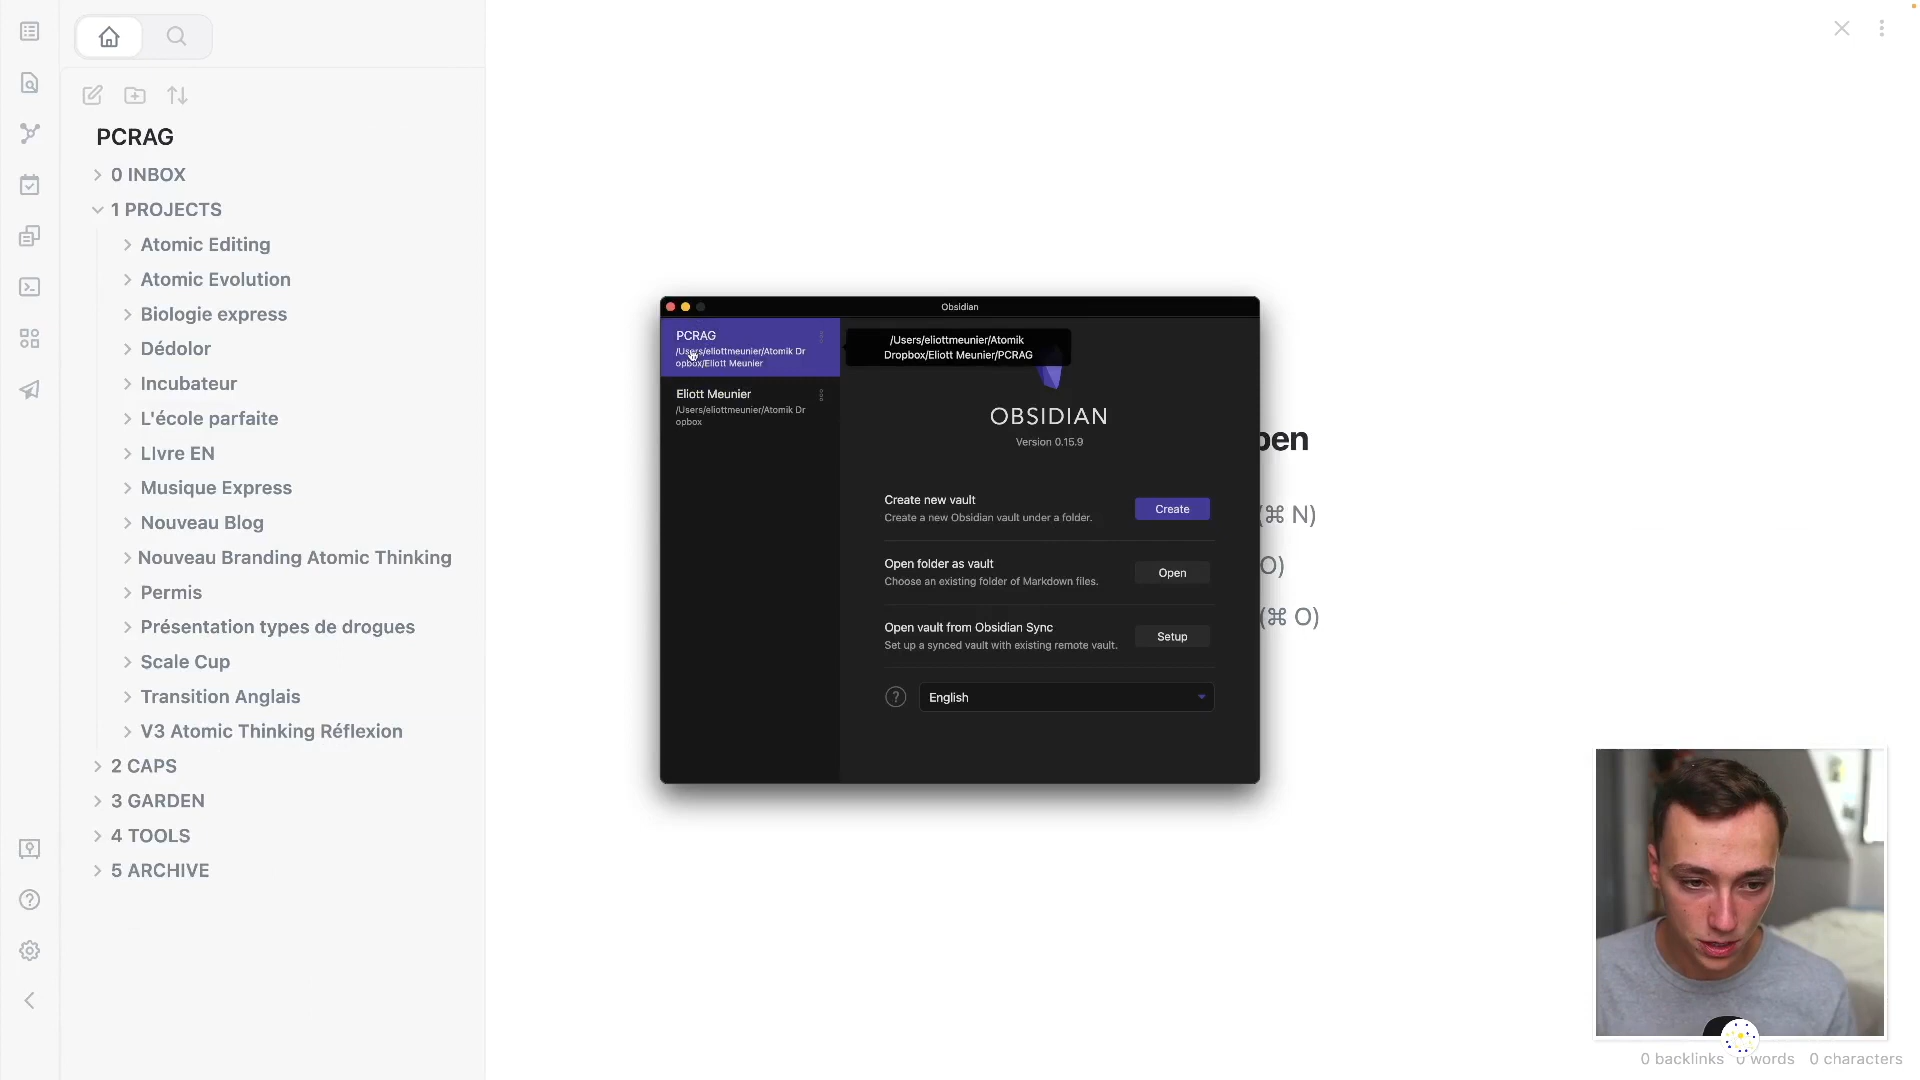 PCRAG
0 INBOX
1 PROJECTS
Atomic Editing
Atomic Evolution
Biologie express
Dédolor
Incubateur
L'école parfaite
LIvre EN
Musique Express
Nouveau Blog
Nouveau Branding Atomic Thinking
Permis
Présentation types de drogues
Scale Cup
Transition Anglais
V3 Atomic Thinking Réflexion
2 CAPS
3 GARDEN
4 TOOLS
5 ARCHIVE
Obsidian
PCRAG
/Users/eliottmeunier/Atomik Dr
opbox/Eliott Meunier
Eliott Meunier
/Users/eliottmeunier/Atomik Dr
opbox
/Users/eliottmeunier/Atomik
Dropbox/Eliott Meunier/PCRAG
OBSIDIAN
Version 0.15.9
Create new vault
Create a new Obsidian vault under a folder.
Create
Open folder as vault
Choose an existing folder of Markdown files.
Open
Open vault from Obsidian Sync
Set up a synced vault with existing remote vault.
Setup
English
pen
(⌘ N)
O)
(⌘ O)
0 backlinks 0 words 0 characters